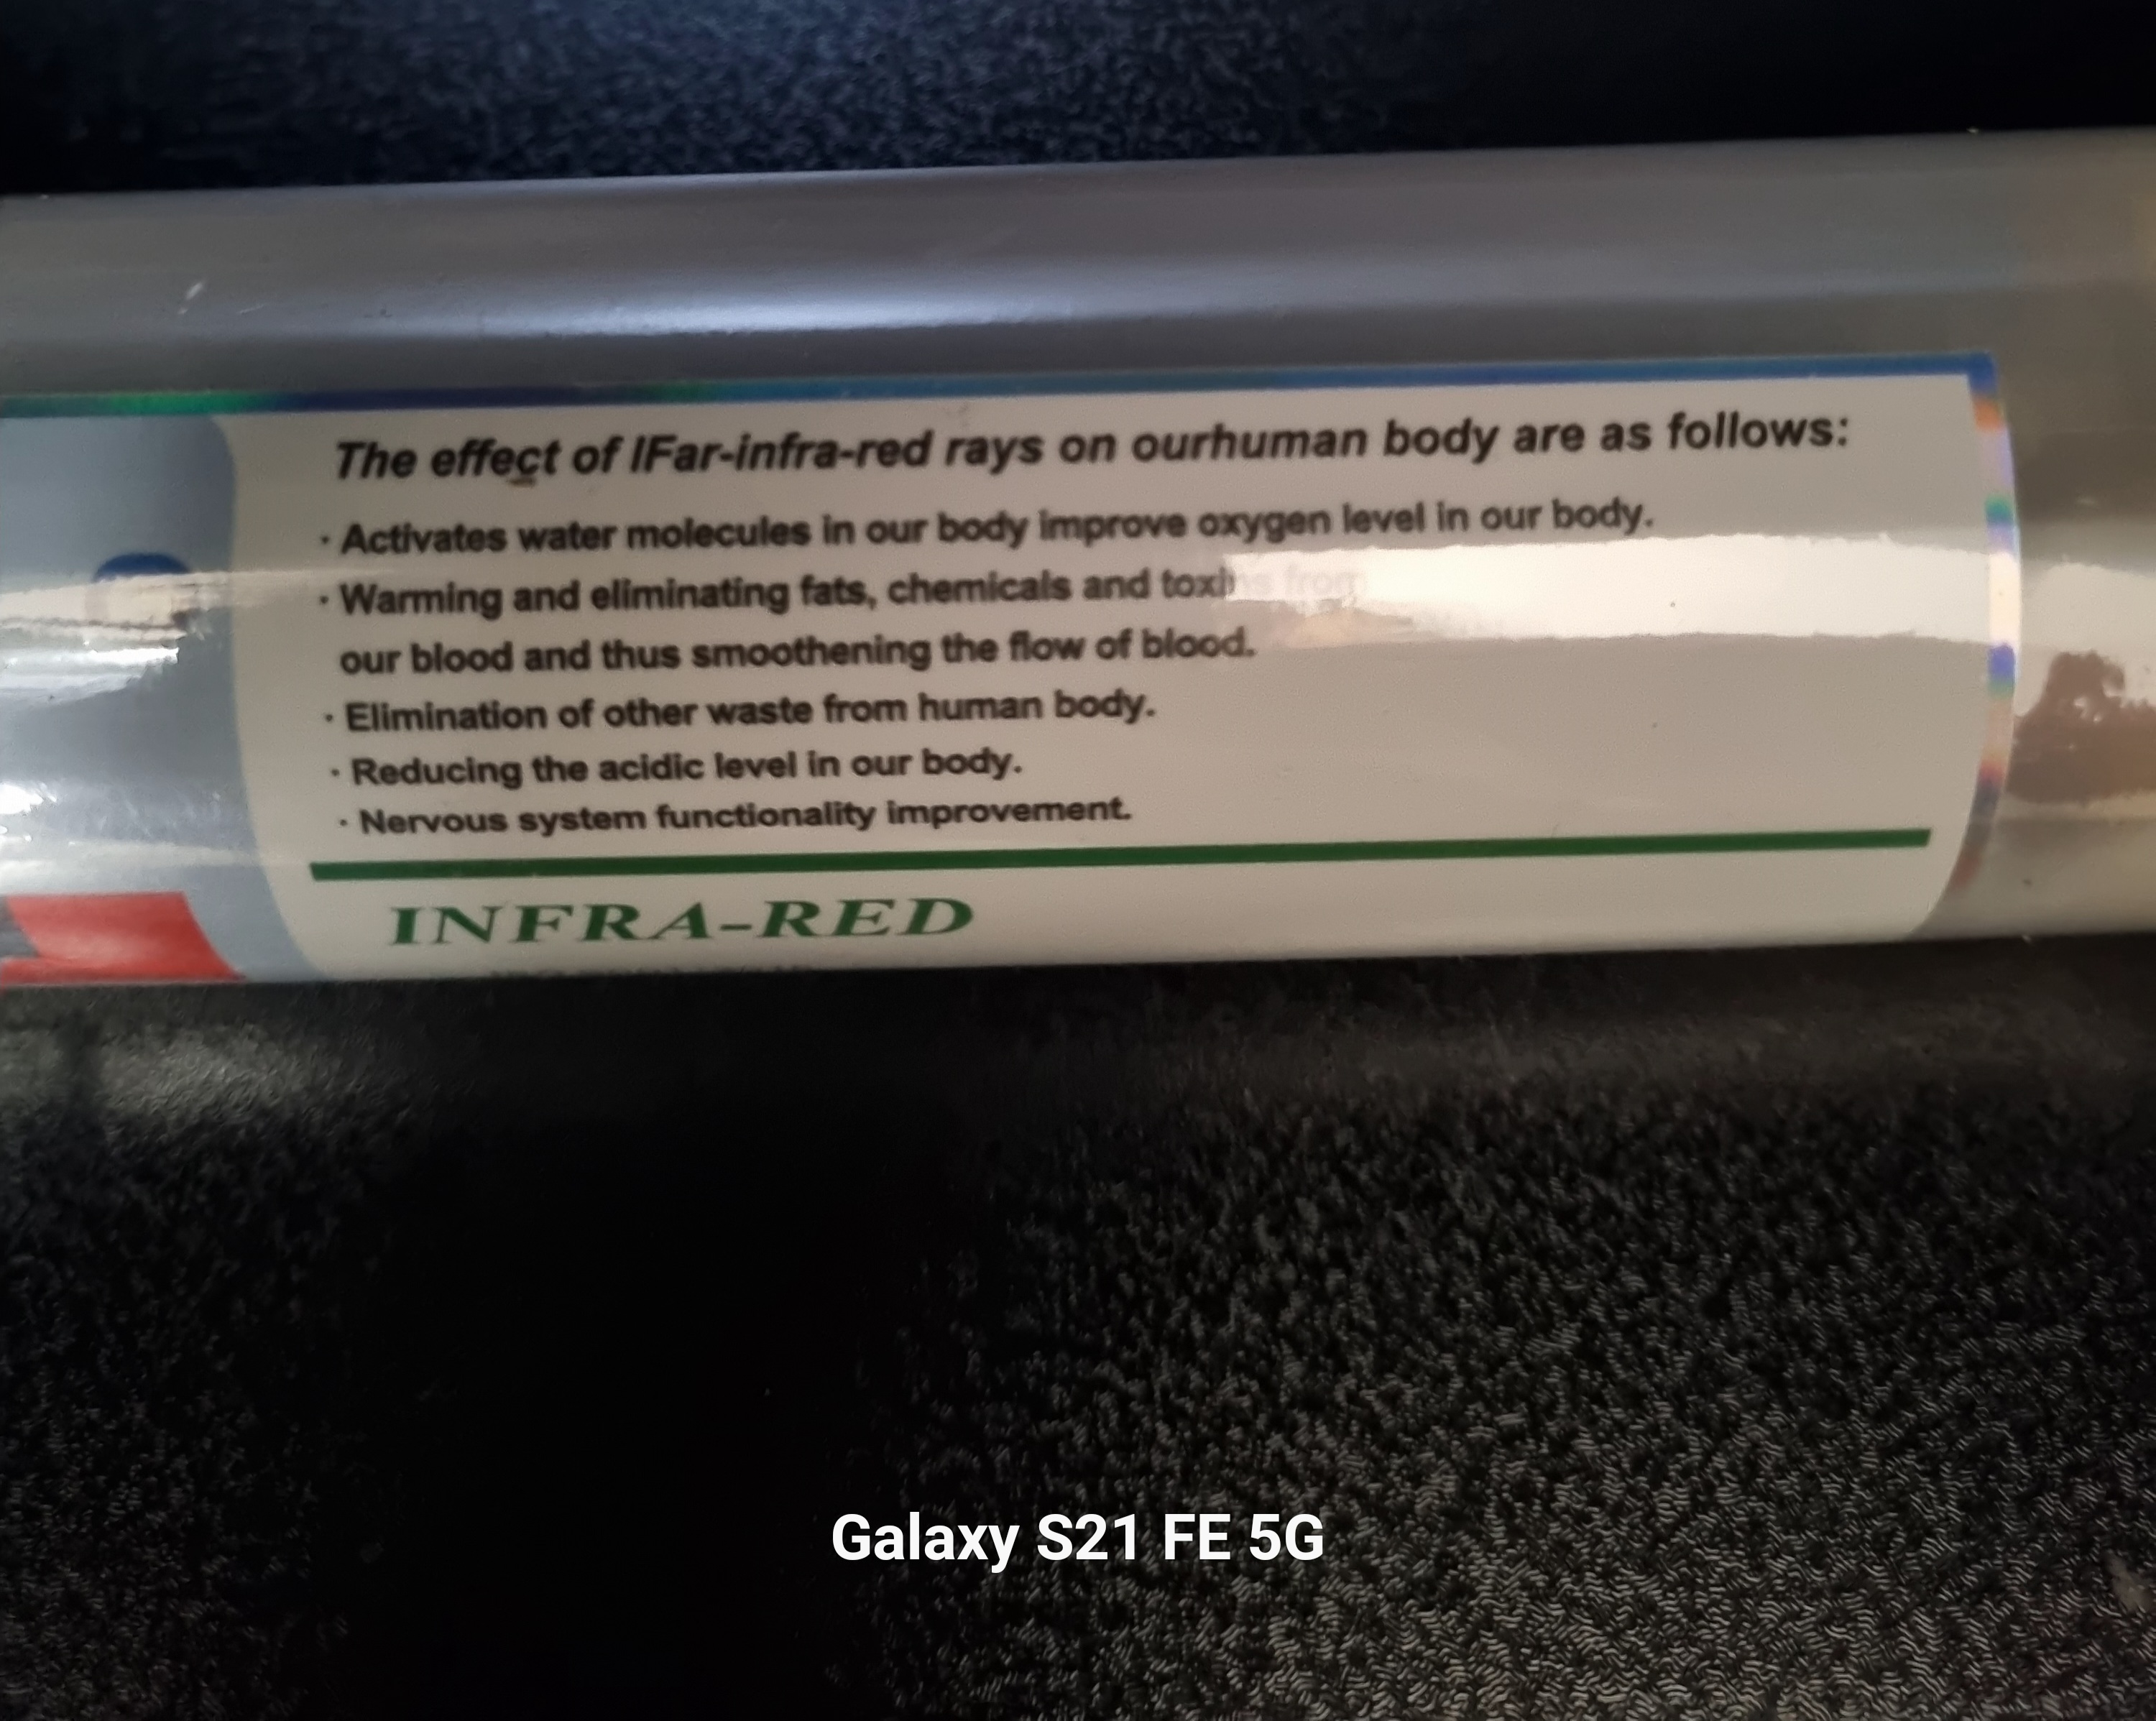 The effect of IFar-infra-red rays on ourhuman body are as follows:
· Activates water molecules in our body improve oxygen level in our body.
· Warming and eliminating fats, chemicals and toxins from
our blood and thus smoothening the flow of blood.
· Elimination of other waste from human body.
· Reducing the acidic level in our body.
· Nervous system functionality improvement.
INFRA-RED
Galaxy S21 FE 5G